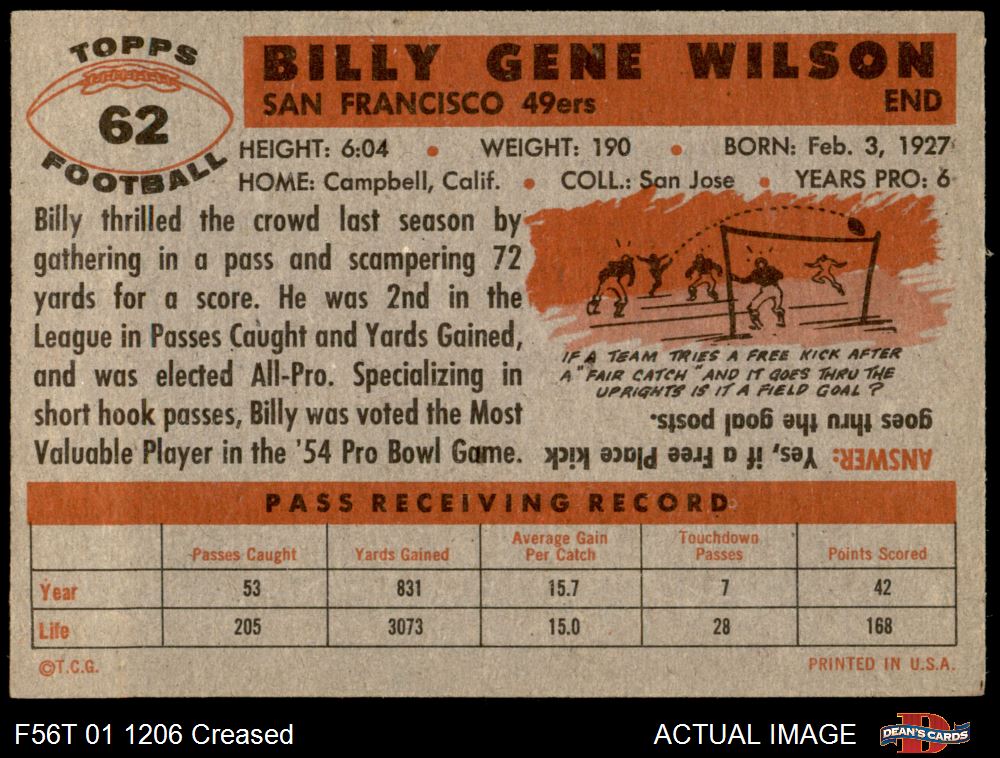 TOPPS
62
FOOTBALL
BILLY GENE WILSON
SAN FRANCISCO 49ers END
HEIGHT: 6:04 • WEIGHT: 190 • BORN: Feb. 3, 1927
HOME: Campbell, Calif. • COLL.: San Jose • YEARS PRO: 6
Billy thrilled the crowd last season by
gathering in a pass and scampering 72
yards for a score. He was 2nd in the
League in Passes Caught and Yards Gained,
and was elected All-Pro. Specializing in
short hook passes, Billy was voted the Most
Valuable Player in the '54 Pro Bowl Game.
IF A TEAM TRIES A FREE KICK AFTER
A "FAIR CATCH" AND IT GOES THRU THE
UPRIGHTS IS IT A FIELD GOAL?
ANSWER: Yes, if a Free Place kick
goes thru the goal posts.
PASS RECEIVING RECORD
Passes Caught Yards Gained Average Gain Per Catch Touchdown Passes Points Scored
Year 53 831 15.7 7 42
Life 205 3073 15.0 28 168
©T.C.G. PRINTED IN U.S.A.
F56T 01 1206 Creased ACTUAL IMAGE DEAN'S CARDS